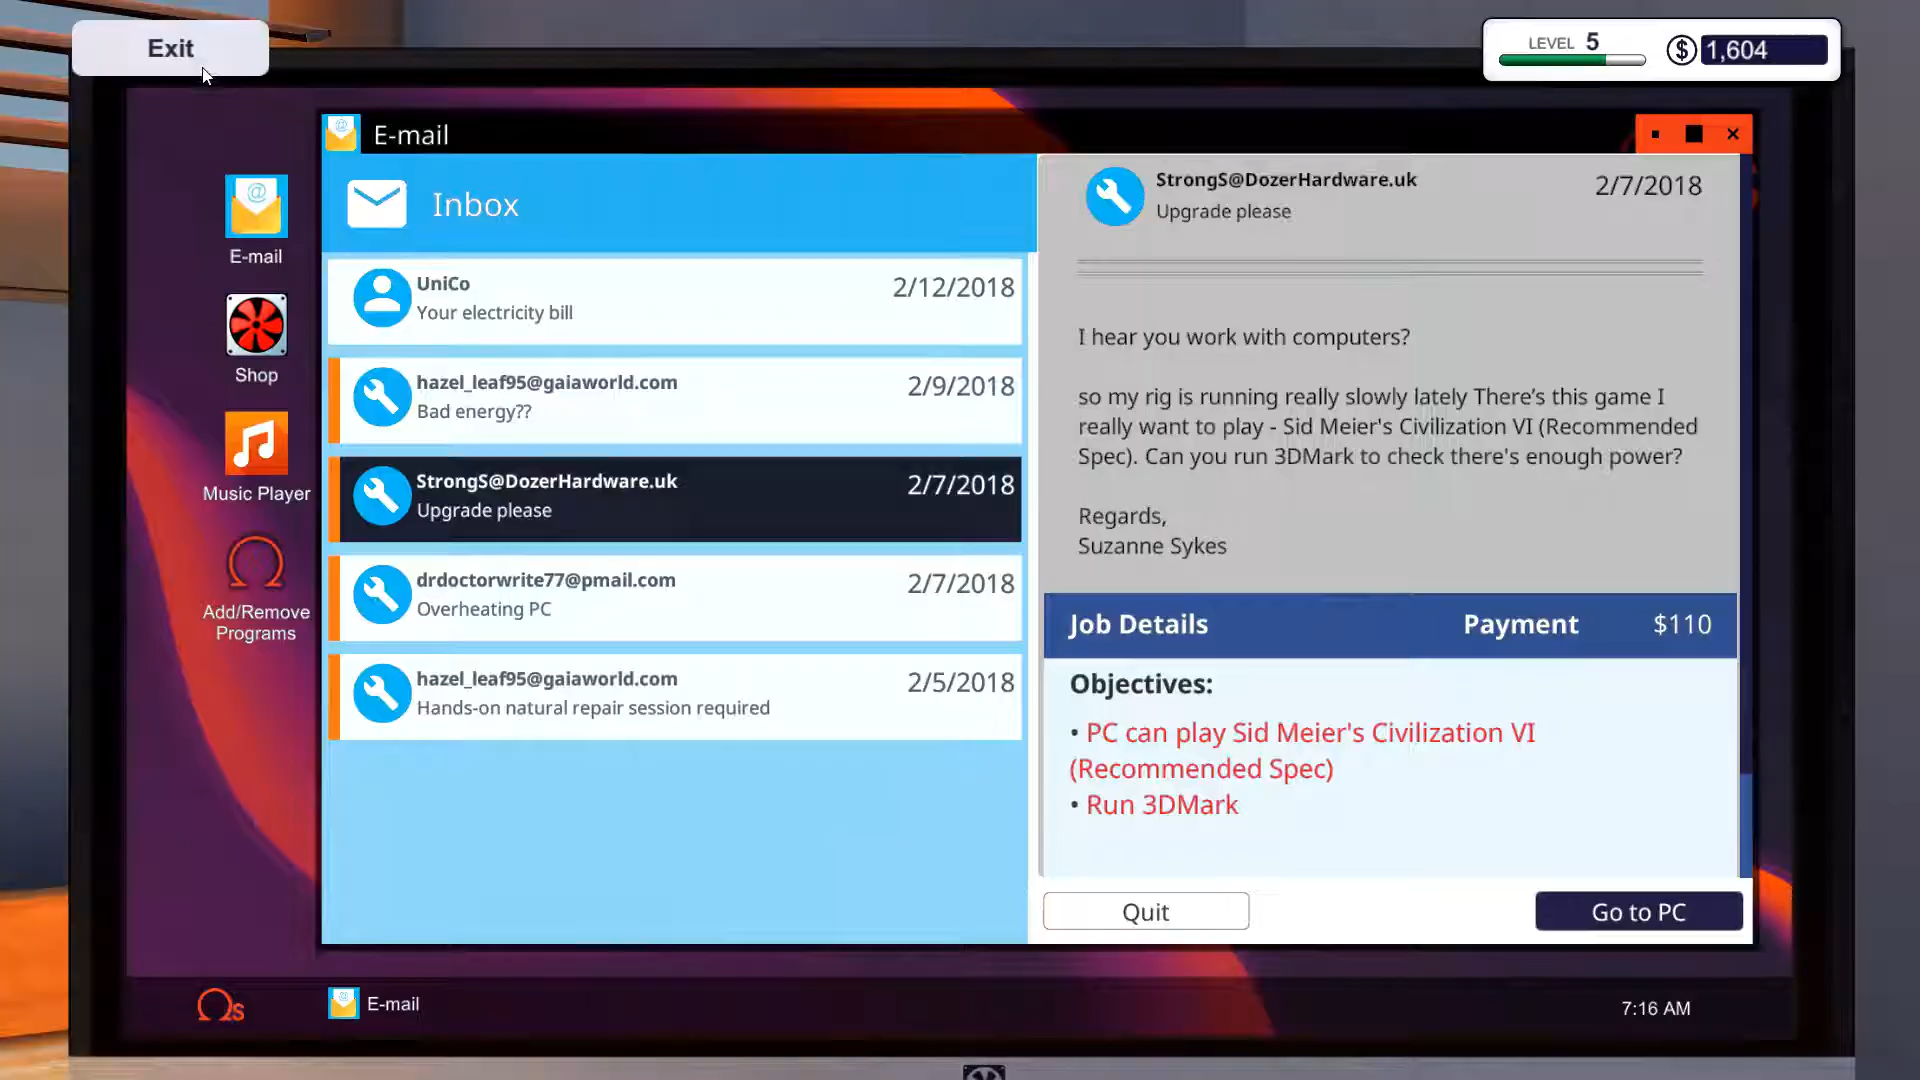 Exit
LEVEL 5
$ 1,604
E-mail
Inbox
UniCo
2/12/2018
Your electricity bill
hazel_leaf95@gaiaworld.com
2/9/2018
Bad energy??
StrongS@DozerHardware.uk
2/7/2018
Upgrade please
drdoctorwrite77@pmail.com
2/7/2018
Overheating PC
hazel_leaf95@gaiaworld.com
2/5/2018
Hands-on natural repair session required
StrongS@DozerHardware.uk
2/7/2018
Upgrade please
I hear you work with computers?
so my rig is running really slowly lately There's this game I
really want to play - Sid Meier's Civilization VI (Recommended
Spec). Can you run 3DMark to check there's enough power?
Regards,
Suzanne Sykes
Job Details Payment $110
Objectives:
• PC can play Sid Meier's Civilization VI
(Recommended Spec)
• Run 3DMark
Quit
Go to PC
E-mail
Shop
Music Player
Add/Remove
Programs
Ωs
E-mail
7:16 AM